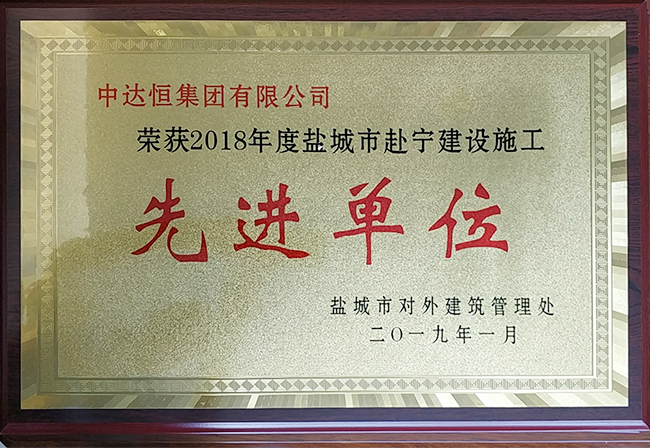 中达恒集团有限公司
荣获2018年度盐城市赴宁建设施工
先进单位
盐城市对外建筑管理处
二〇一九年一月